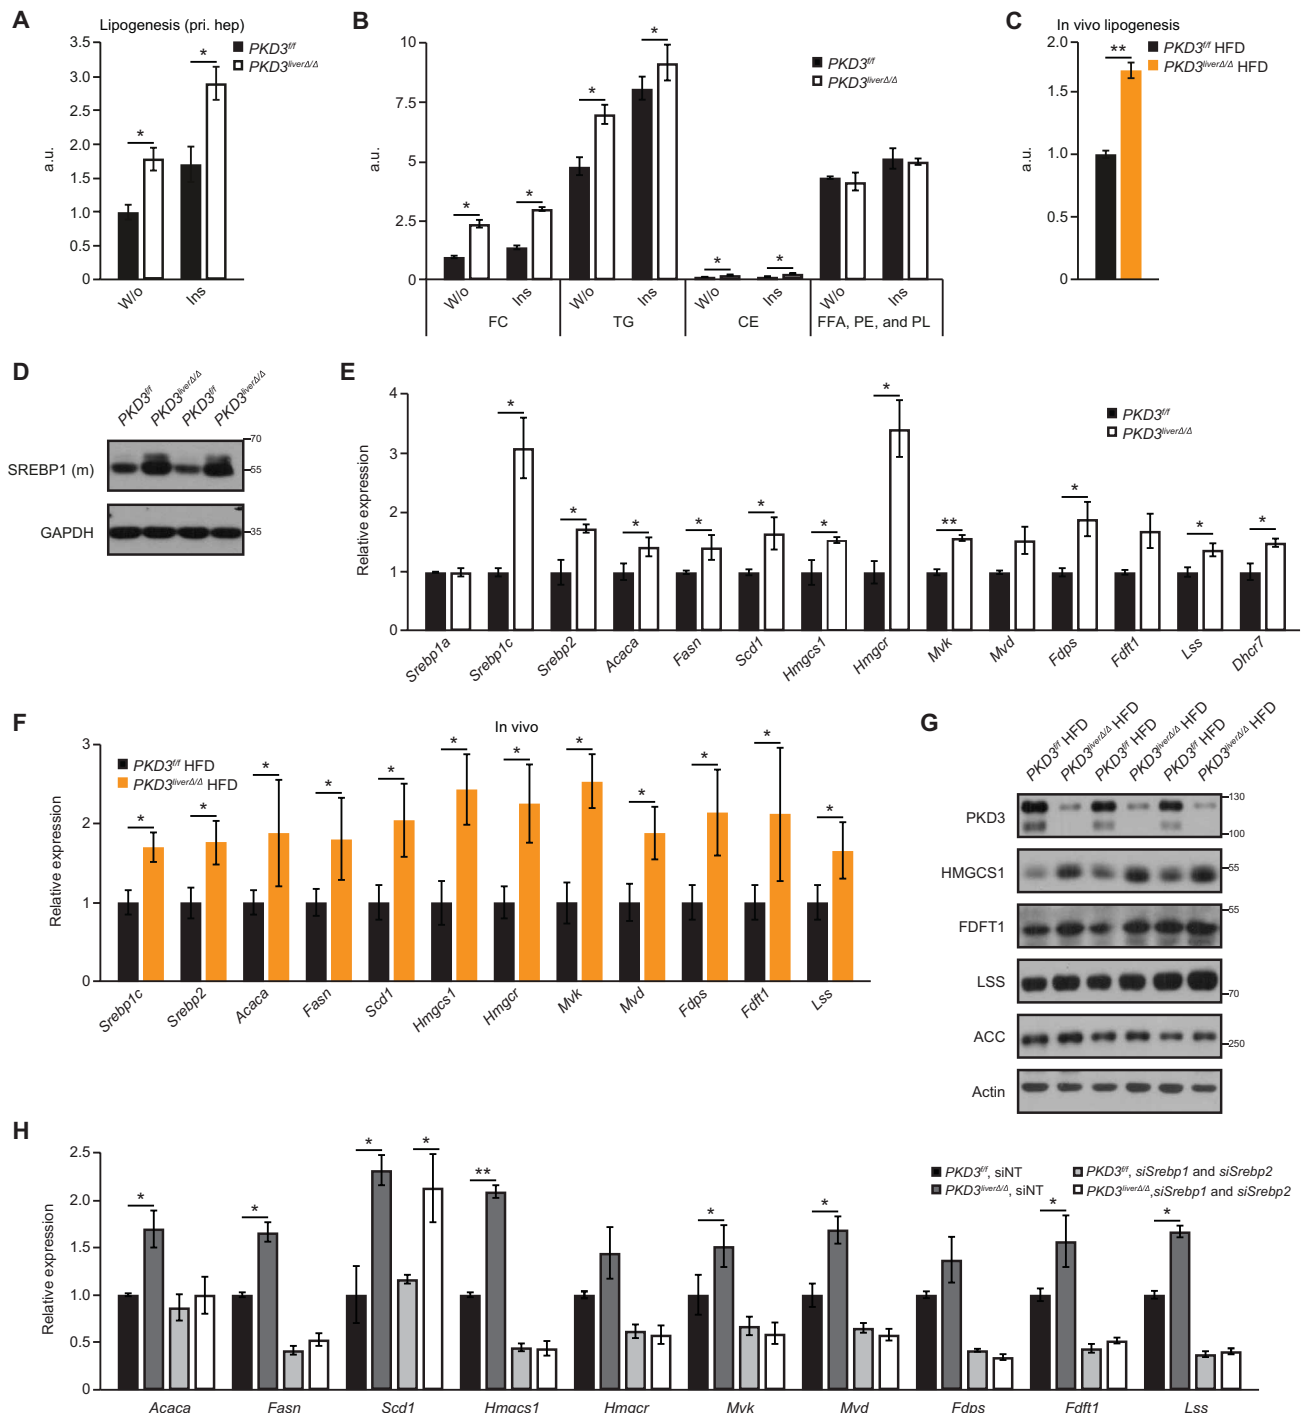 A
Lipogenesis (pri. hep)
3.5
3.0
2.5
2.0
1.5
1.0
0.5
0
a.u.
PKD3f/f
PKD3liverΔ/Δ
*
*
W/o
Ins
B
10
7.5
5
2.5
0
a.u.
PKD3f/f
PKD3liverΔ/Δ
* * * * * *
W/o Ins W/o Ins W/o Ins W/o Ins
FC TG CE FFA, PE, and PL
C
In vivo lipogenesis
2.0
1.5
1.0
0.5
0
a.u.
PKD3f/f HFD
PKD3liverΔ/Δ HFD
**
D
PKD3f/f PKD3liverΔ/Δ PKD3f/f PKD3liverΔ/Δ
SREBP1 (m)
70
55
GAPDH
35
E
4
3
2
1
0
Relative expression
PKD3f/f
PKD3liverΔ/Δ
* * * * * * * ** * * *
Srebp1a Srebp1c Srebp2 Acaca Fasn Scd1 Hmgcs1 Hmgcr Mvk Mvd Fdps Fdft1 Lss Dhcr7
F
In vivo
3
2
1
0
Relative expression
PKD3f/f HFD
PKD3liverΔ/Δ HFD
* * * * * * * * * * * *
Srebp1c Srebp2 Acaca Fasn Scd1 Hmgcs1 Hmgcr Mvk Mvd Fdps Fdft1 Lss
G
PKD3f/f HFD PKD3liverΔ/Δ HFD PKD3f/f HFD PKD3liverΔ/Δ HFD PKD3f/f HFD PKD3liverΔ/Δ HFD
PKD3
130
100
HMGCS1
55
FDFT1
55
LSS
70
ACC
250
Actin
H
2.5
2.0
1.5
1.0
0.5
0
Relative expression
PKD3f/f, siNT
PKD3liverΔ/Δ, siNT
PKD3f/f, siSrebp1 and siSrebp2
PKD3liverΔ/Δ,siSrebp1 and siSrebp2
* * * * ** * * * *
Acaca Fasn Scd1 Hmgcs1 Hmgcr Mvk Mvd Fdps Fdft1 Lss